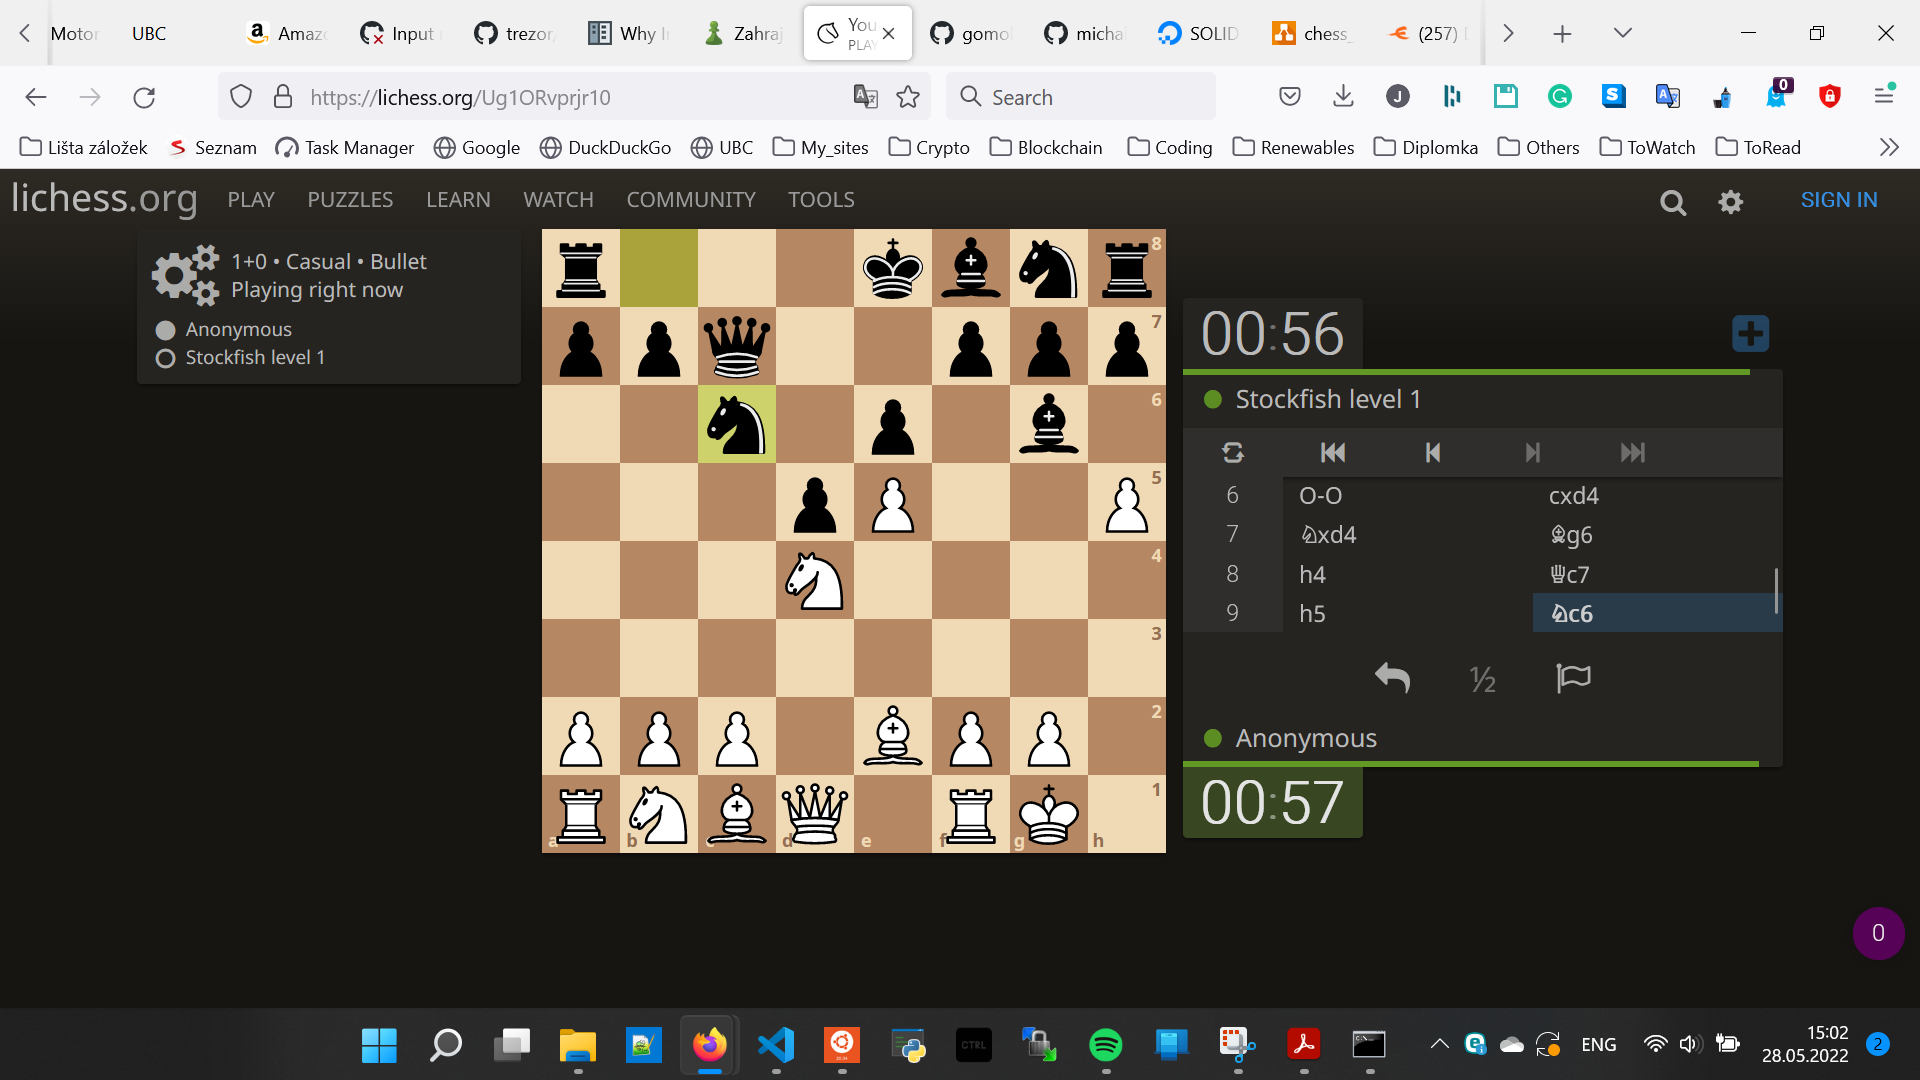 Motor
UBC
Amaz
Input
trezor
Why I
Zahraj
You
PLAY
gomo
micha
SOLID
chess_
(257)
https://lichess.org/Ug1ORvprjr10
Search
0
Lišta záložek
Seznam
Task Manager
Google
DuckDuckGo
UBC
My_sites
Crypto
Blockchain
Coding
Renewables
Diplomka
Others
ToWatch
ToRead
lichess.org
PLAY
PUZZLES
LEARN
WATCH
COMMUNITY
TOOLS
SIGN IN
1+0 • Casual • Bullet
Playing right now
Anonymous
Stockfish level 1
8
7
6
5
4
3
2
1
a
b
c
d
e
f
g
h
00:56
Stockfish level 1
6 O-O cxd4
7 ♘xd4 ♗g6
8 h4 ♕c7
9 h5 ♘c6
½
Anonymous
00:57
0
CTRL
ENG
15:02
28.05.2022
2